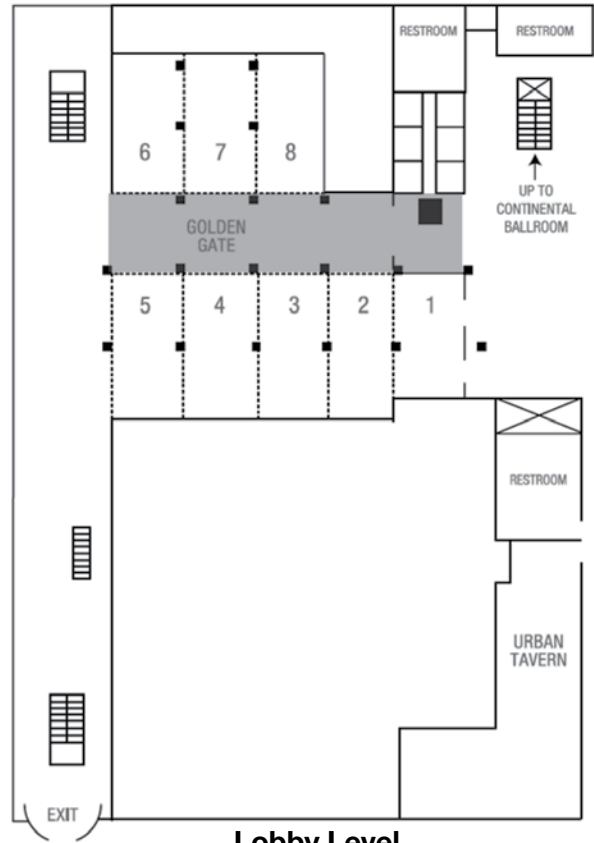 RESTROOM
RESTROOM
6
7
8
UP TO
CONTINENTAL
BALLROOM
GOLDEN
GATE
5
4
3
2
1
RESTROOM
URBAN
TAVERN
EXIT
Lobby Level